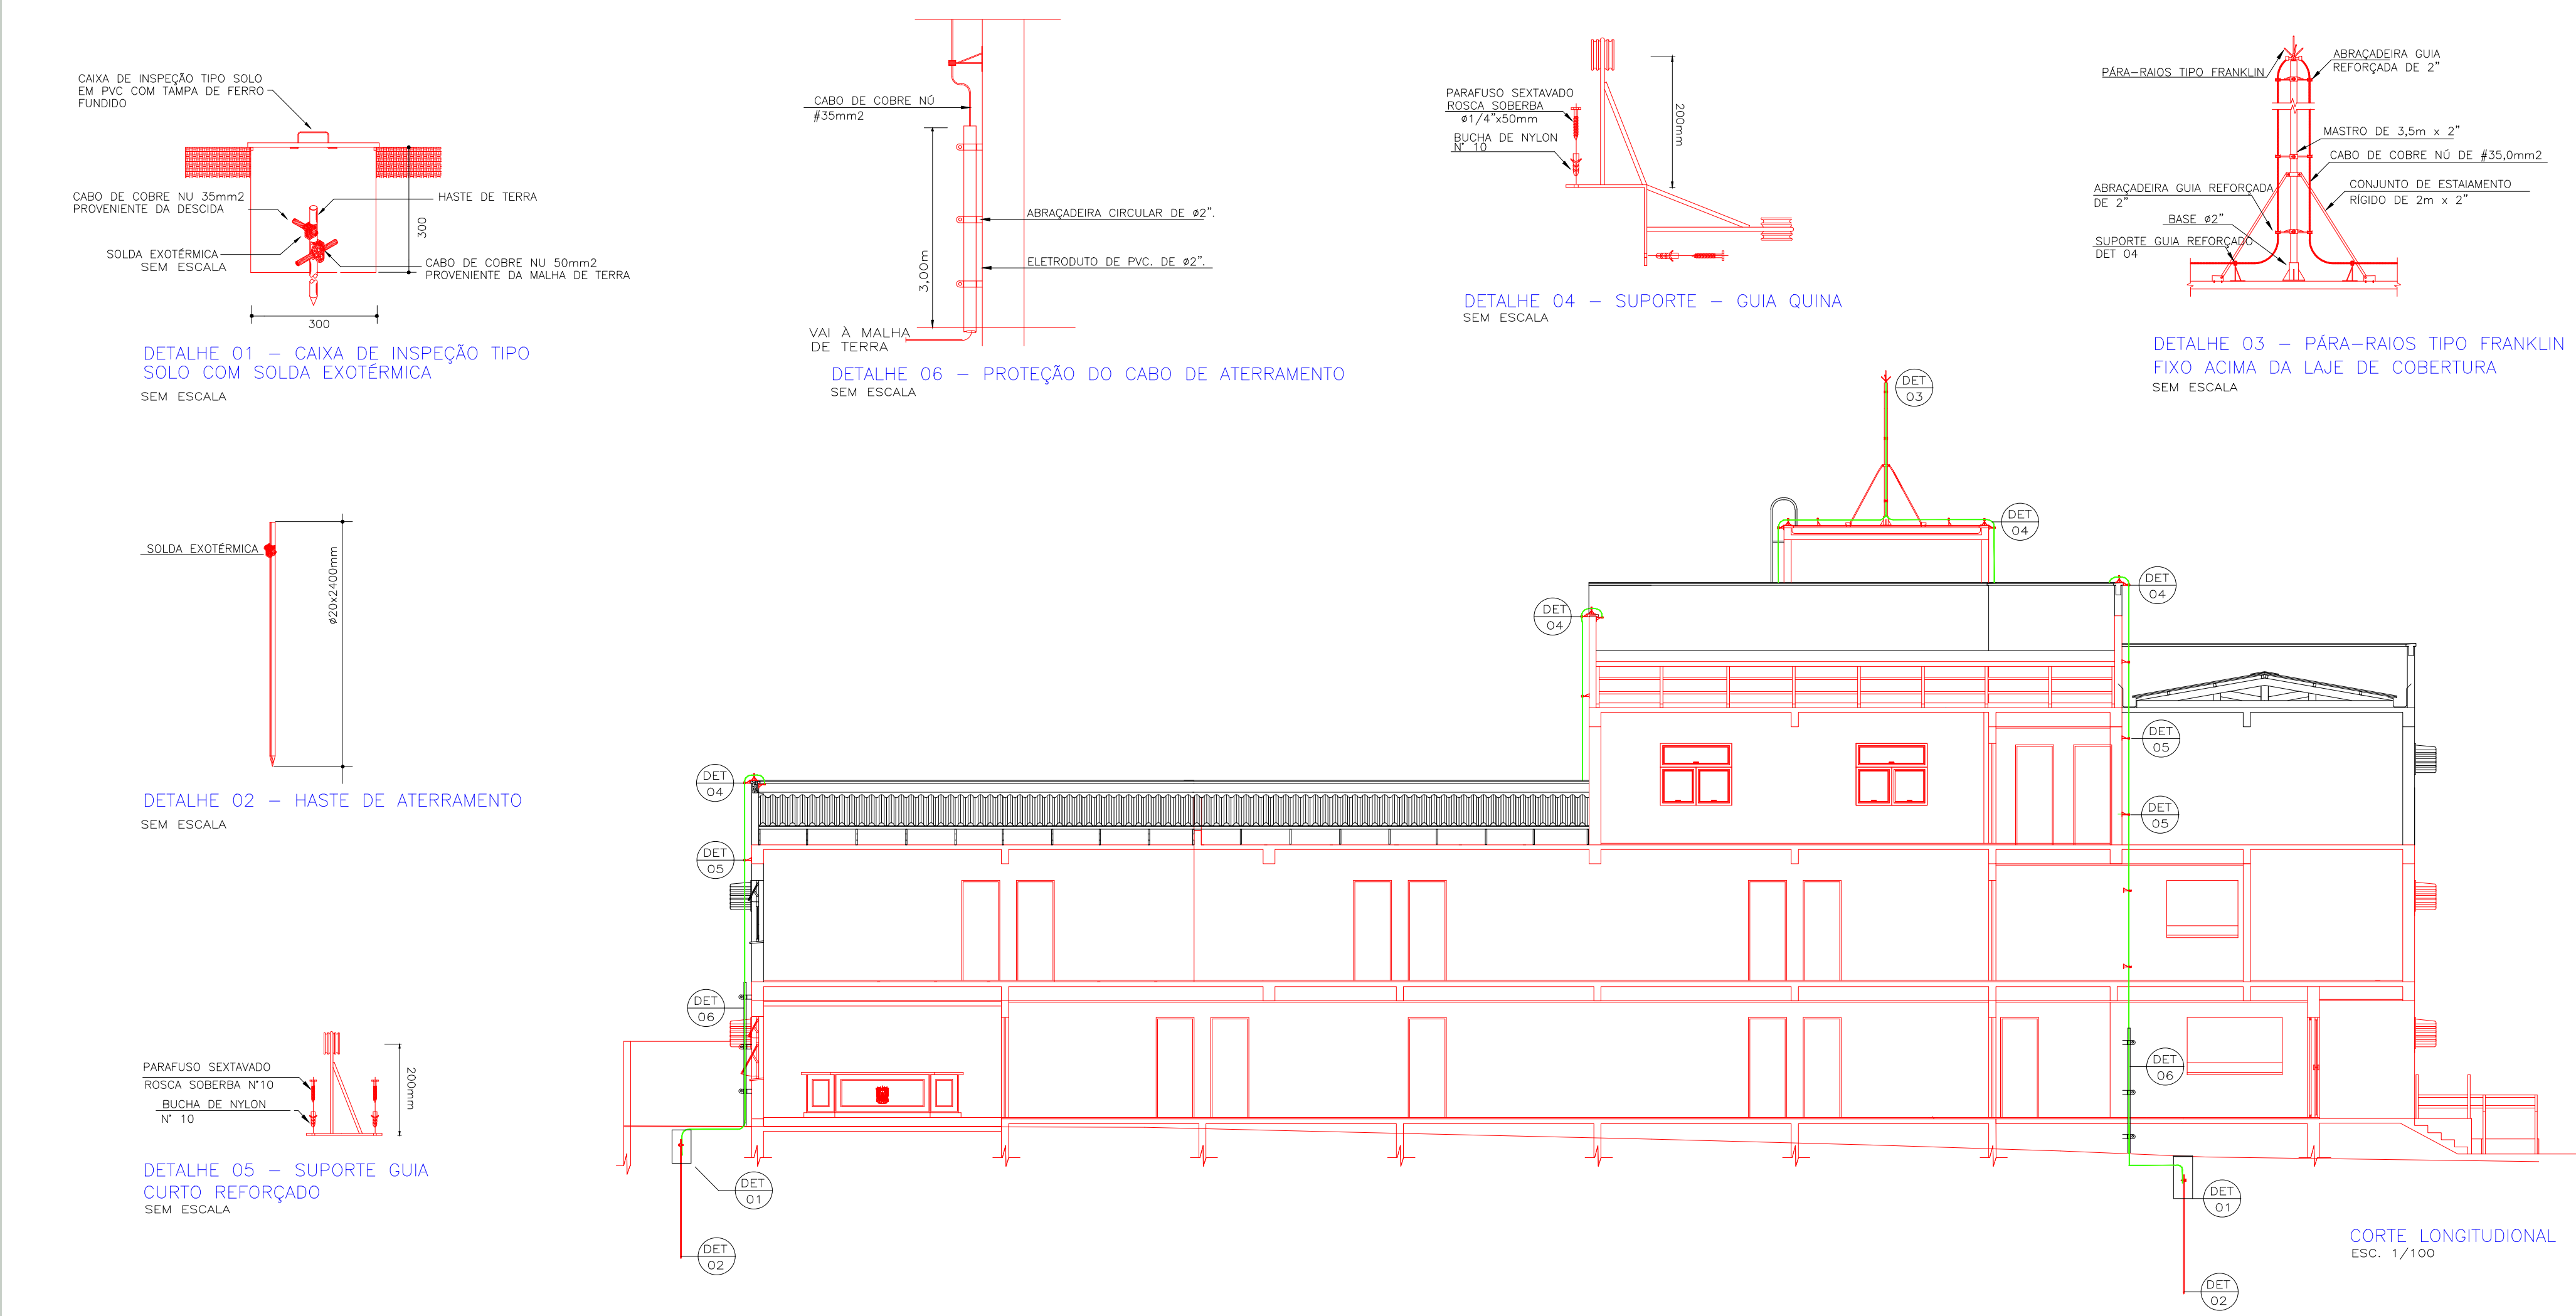 CAIXA DE INSPEÇÃO TIPO SOLO
EM PVC COM TAMPA DE FERRO
FUNDIDO
CABO DE COBRE NU 35mm2
PROVENIENTE DA DESCIDA
HASTE DE TERRA
300
SOLDA EXOTÉRMICA
SEM ESCALA
CABO DE COBRE NU 50mm2
PROVENIENTE DA MALHA DE TERRA
300
DETALHE 01 – CAIXA DE INSPEÇÃO TIPO
SOLO COM SOLDA EXOTÉRMICA
SEM ESCALA
CABO DE COBRE NÚ
#35mm2
ABRAÇADEIRA CIRCULAR DE ø2".
3,00m
ELETRODUTO DE PVC. DE ø2".
VAI À MALHA
DE TERRA
DETALHE 06 – PROTEÇÃO DO CABO DE ATERRAMENTO
SEM ESCALA
PARAFUSO SEXTAVADO
ROSCA SOBERBA
ø1/4"x50mm
BUCHA DE NYLON
N° 10
200mm
DETALHE 04 – SUPORTE – GUIA QUINA
SEM ESCALA
PÁRA–RAIOS TIPO FRANKLIN
ABRAÇADEIRA GUIA
REFORÇADA DE 2"
MASTRO DE 3,5m x 2"
CABO DE COBRE NÚ DE #35,0mm2
ABRAÇADEIRA GUIA REFORÇADA
DE 2"
CONJUNTO DE ESTAIAMENTO
RÍGIDO DE 2m x 2"
BASE ø2"
SUPORTE GUIA REFORÇADO
DET 04
DETALHE 03 – PÁRA–RAIOS TIPO FRANKLIN
FIXO ACIMA DA LAJE DE COBERTURA
SEM ESCALA
SOLDA EXOTÉRMICA
ø20x2400mm
DETALHE 02 – HASTE DE ATERRAMENTO
SEM ESCALA
PARAFUSO SEXTAVADO
ROSCA SOBERBA N°10
BUCHA DE NYLON
N° 10
200mm
DETALHE 05 – SUPORTE GUIA
CURTO REFORÇADO
SEM ESCALA
DET
03
DET
04
DET
04
DET
04
DET
05
DET
04
DET
05
DET
05
DET
06
DET
06
DET
01
DET
01
DET
02
DET
02
CORTE LONGITUDIONAL
ESC. 1/100